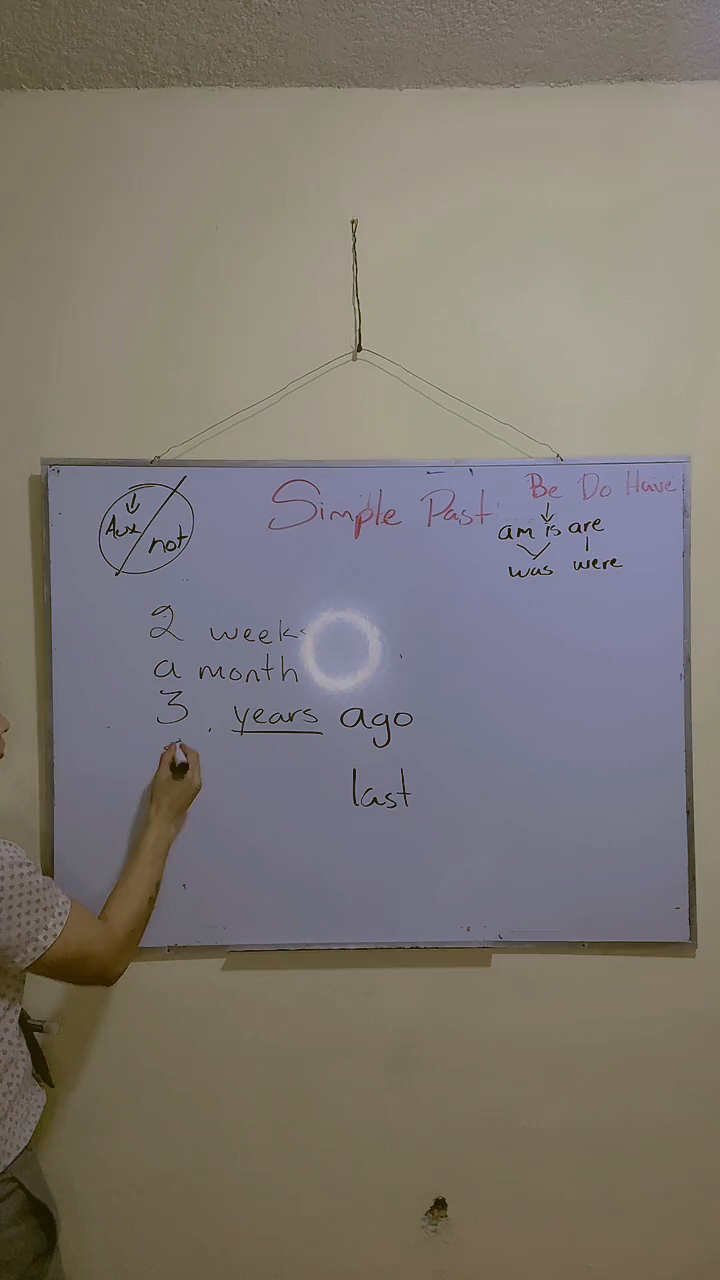 Simple Past
Be Do Have
am is are
was were
Aux not
2 weeks
a month
3 years ago
last